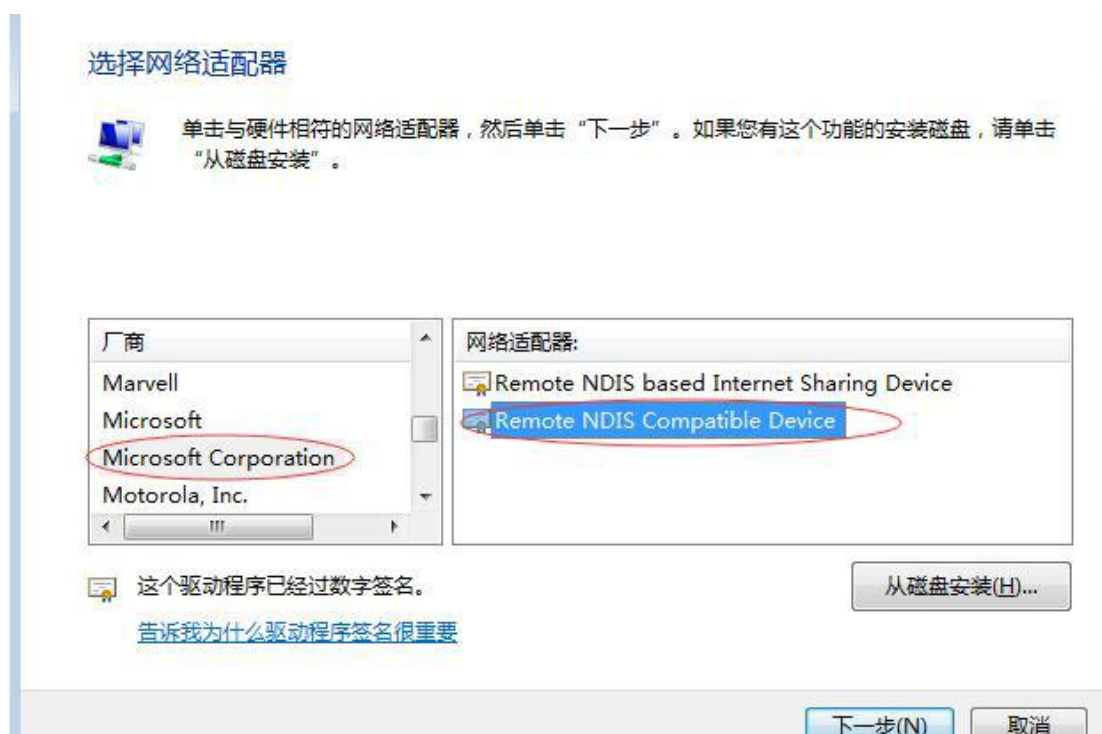 选择网络适配器
单击与硬件相符的网络适配器，然后单击“下一步”。如果您有这个功能的安装磁盘，请单击
“从磁盘安装”。
厂商
Marvell
Microsoft
Microsoft Corporation
Motorola, Inc.
网络适配器:
Remote NDIS based Internet Sharing Device
Remote NDIS Compatible Device
这个驱动程序已经过数字签名。
告诉我为什么驱动程序签名很重要
从磁盘安装(H)...
下一步(N)
取消